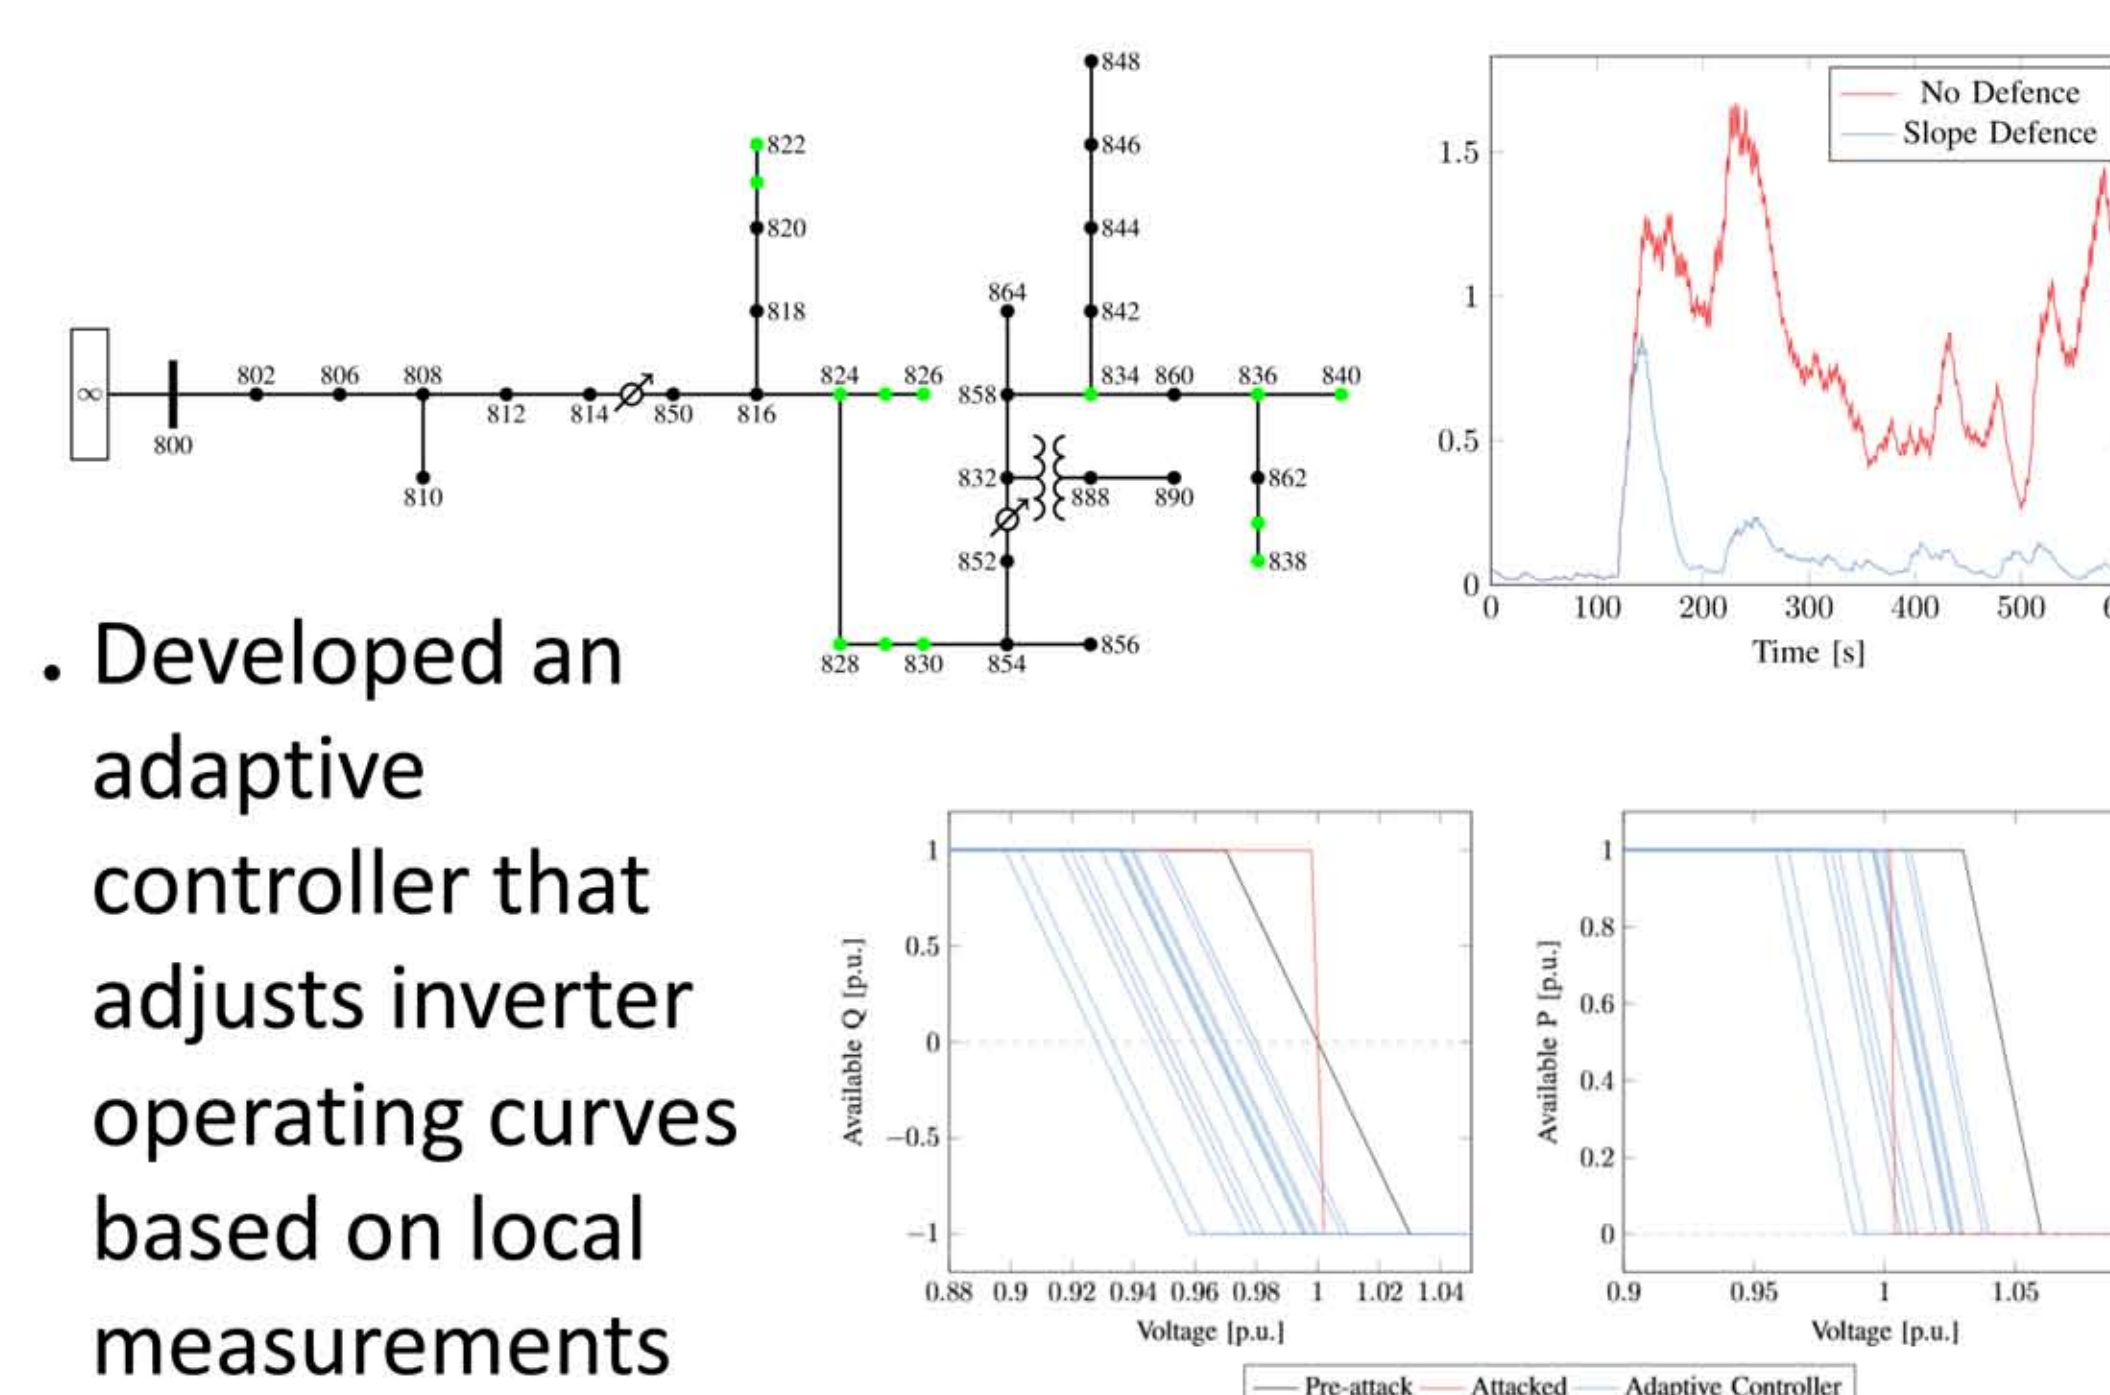 848
822
846
820
844
818
864
842
802 806 808
824 826
834 860 836 840
∞
858
812 814 850 816
800
832
888 890
862
810
852
838
856
828 830 854
No Defence
Slope Defence
1.5
1
0.5
0
0 100 200 300 400 500
Time [s]
. Developed an
adaptive
controller that
adjusts inverter
operating curves
based on local
measurements
Available Q [p.u.]
1
0.5
0
−0.5
−1
0.88 0.9 0.92 0.94 0.96 0.98 1 1.02 1.04
Voltage [p.u.]
Available P [p.u.]
1
0.8
0.6
0.4
0.2
0
0.9 0.95 1 1.05
Voltage [p.u.]
Pre-attack Attacked Adaptive Controller